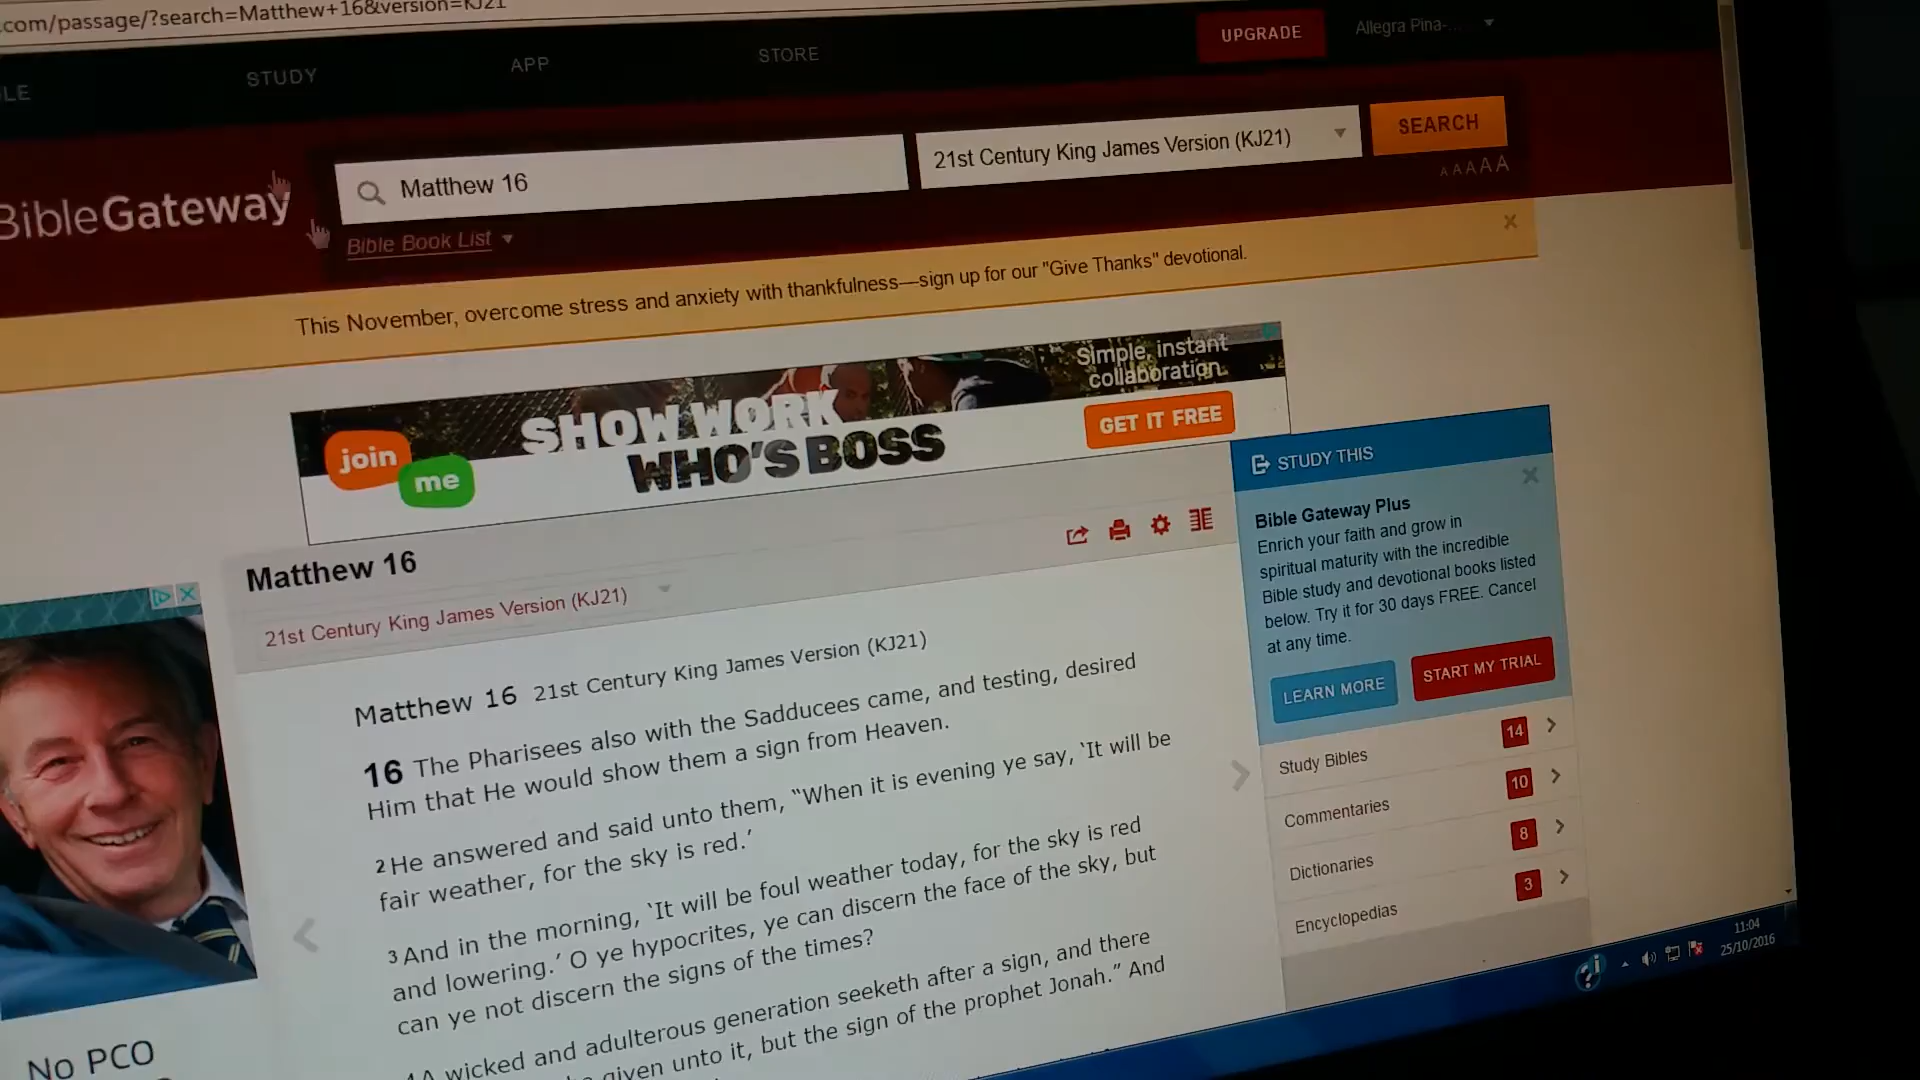 .com/passage/?search=Matthew+16&version=KJ21
STUDY
APP
STORE
UPGRADE
Allegra Pina-...
BibleGateway
Matthew 16
21st Century King James Version (KJ21)
SEARCH
A A A A A
Bible Book List
This November, overcome stress and anxiety with thankfulness—sign up for our "Give Thanks" devotional.
join
me
SHOW WORK
WHO'S BOSS
Simple, instant
collaboration.
GET IT FREE
Matthew 16
21st Century King James Version (KJ21)
Matthew 16 21st Century King James Version (KJ21)
16 The Pharisees also with the Sadducees came, and testing, desired
Him that He would show them a sign from Heaven.
2 He answered and said unto them, “When it is evening ye say, ‘It will be
fair weather, for the sky is red.’
3 And in the morning, ‘It will be foul weather today, for the sky is red
and lowering.’ O ye hypocrites, ye can discern the face of the sky, but
can ye not discern the signs of the times?
4 A wicked and adulterous generation seeketh after a sign, and there
given unto it, but the sign of the prophet Jonah.” And
STUDY THIS
Bible Gateway Plus
Enrich your faith and grow in
spiritual maturity with the incredible
Bible study and devotional books listed
below. Try it for 30 days FREE. Cancel
at any time.
LEARN MORE
START MY TRIAL
Study Bibles 14
Commentaries 10
Dictionaries 8
Encyclopedias 3
No PCO
11:04
25/10/2016